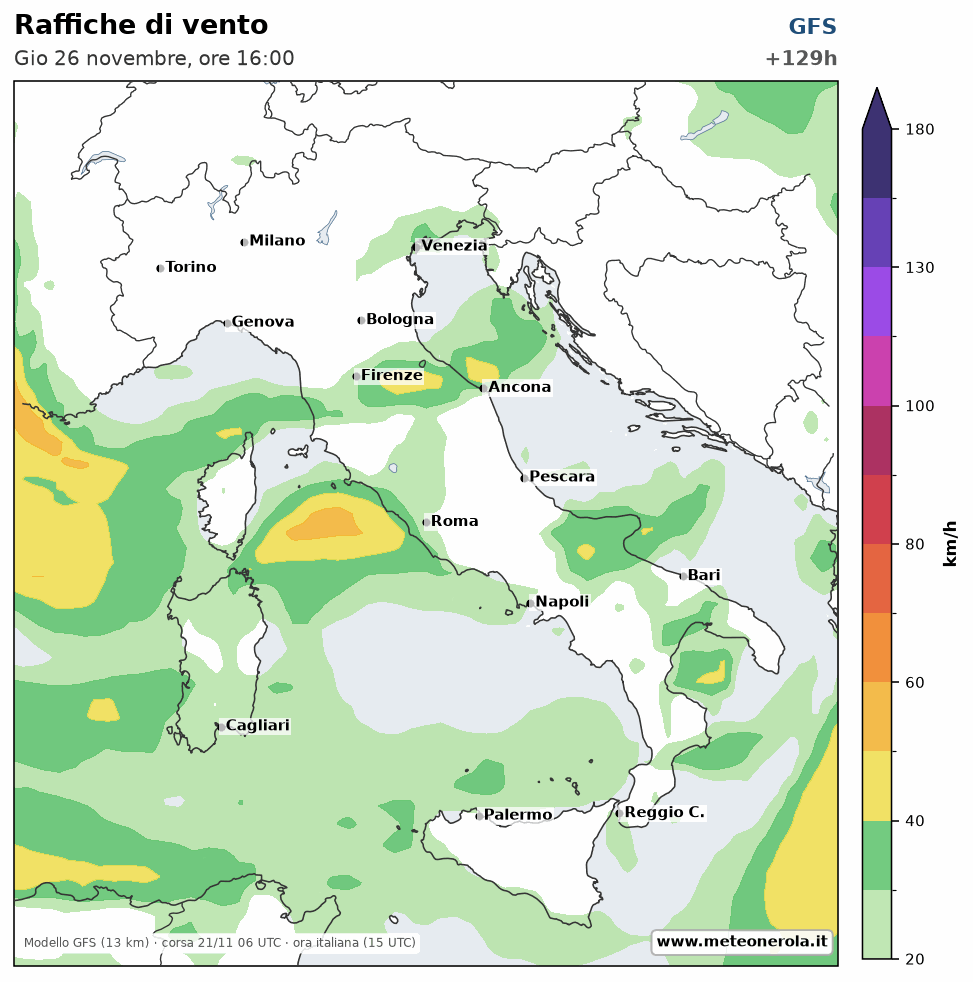 Raffiche di vento
GFS
Gio 26 novembre, ore 16:00
+129h
180
130
100
80
60
40
20
km/h
Milano
Venezia
Torino
Genova
Bologna
Firenze
Ancona
Pescara
Roma
Bari
Napoli
Cagliari
Palermo
Reggio C.
Modello GFS (13 km) · corsa 21/11 06 UTC · ora italiana (15 UTC)
www.meteonerola.it